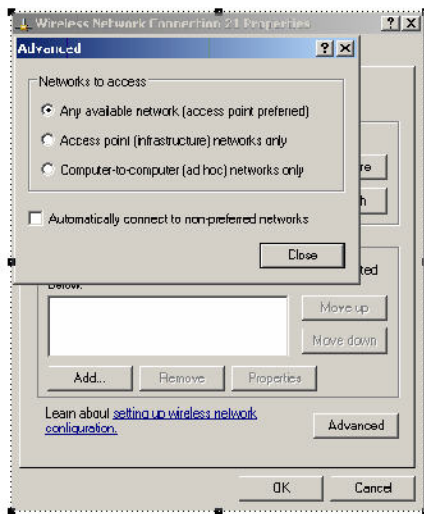 Wireless Network Connection 21 Properties
Advanced
Networks to access
Any available network (access point preferred)
Access point (infrastructure) networks only
Computer-to-computer (ad hoc) networks only
Automatically connect to non-preferred networks
Close
re
h
ted
below:
Move up
Move down
Add...
Remove
Properties
Learn about setting up wireless network
configuration.
Advanced
OK
Cancel